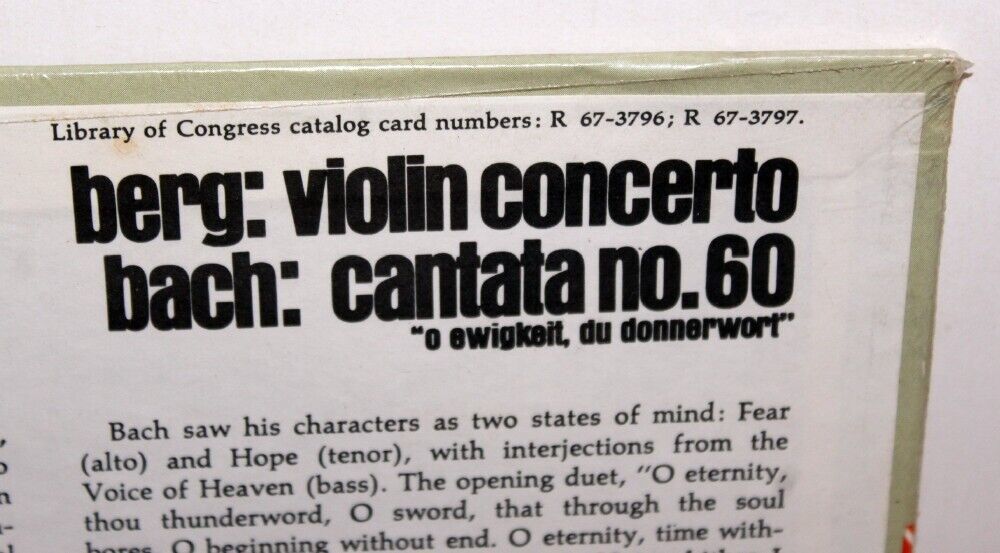 Library of Congress catalog card numbers: R 67-3796; R 67-3797.
berg: violin concerto
bach: cantata no. 60
"o ewigkeit, du donnerwort"
Bach saw his characters as two states of mind: Fear
(alto) and Hope (tenor), with interjections from the
Voice of Heaven (bass). The opening duet, "O eternity,
thou thunderword, O sword, that through the soul
bores, O beginning without end. O eternity, time with-